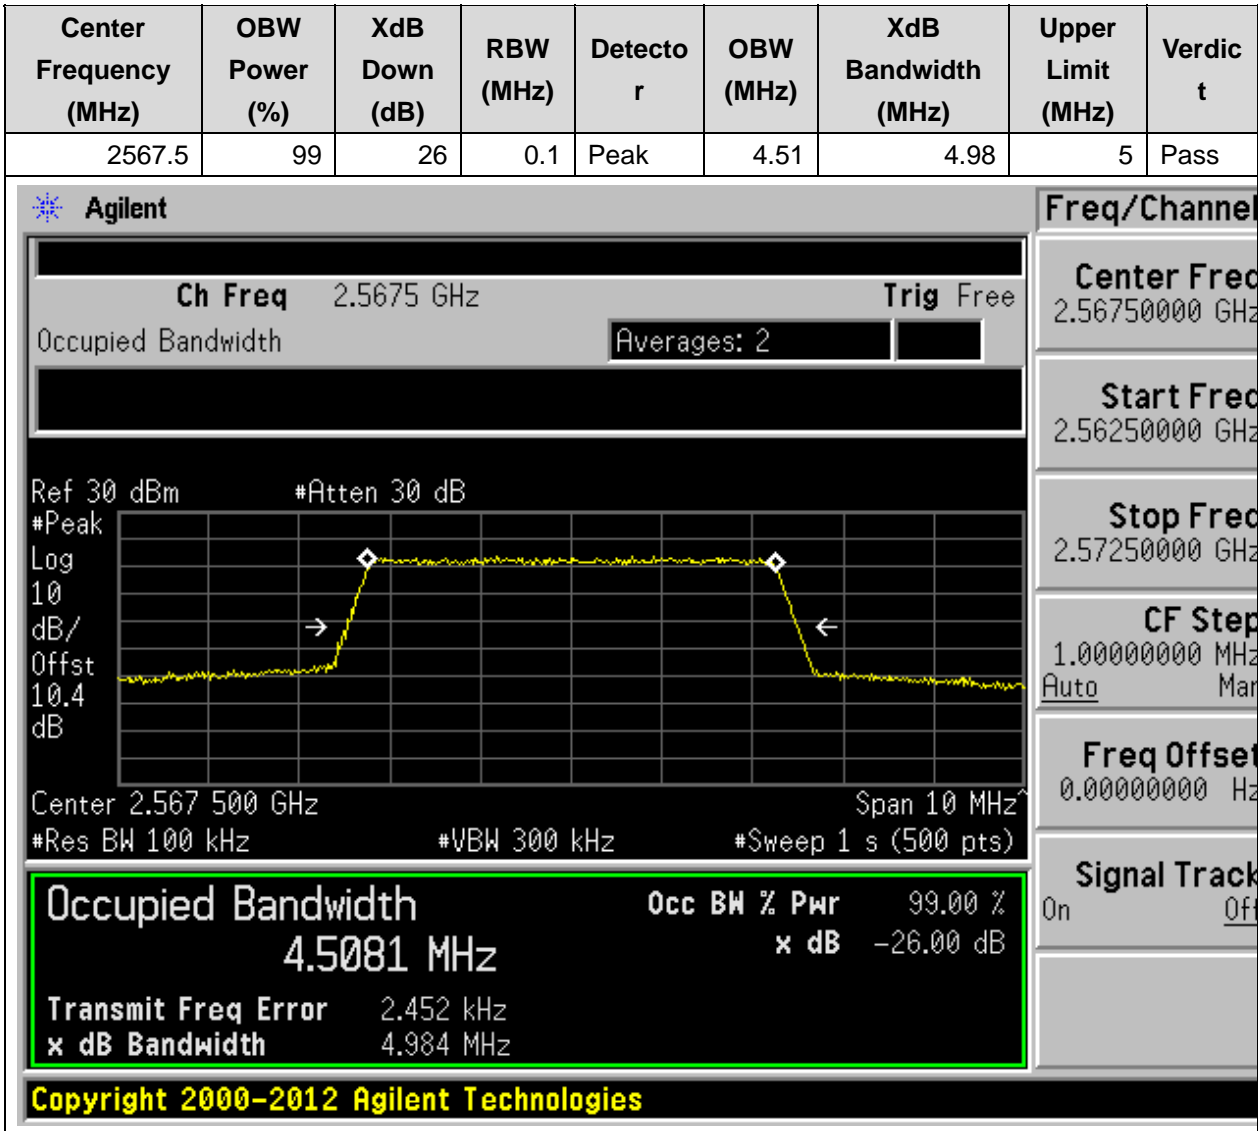 Center Frequency (MHz) OBW Power (%) XdB Down (dB) RBW (MHz) Detecto r OBW (MHz) XdB Bandwidth (MHz) Upper Limit (MHz) Verdic t
2567.5 99 26 0.1 Peak 4.51 4.98 5 Pass
Agilent
Ch Freq 2.5675 GHz Trig Free
Occupied Bandwidth Averages: 2
Ref 30 dBm #Atten 30 dB
#Peak
Log
10
dB/
Offst
10.4
dB
Center 2.567 500 GHz Span 10 MHz^
#Res BW 100 kHz #VBW 300 kHz #Sweep 1 s (500 pts)
Occupied Bandwidth Occ BW % Pwr 99.00 %
4.5081 MHz x dB -26.00 dB
Transmit Freq Error 2.452 kHz
x dB Bandwidth 4.984 MHz
Copyright 2000-2012 Agilent Technologies
Freq/Channel
Center Freq
2.56750000 GHz
Start Freq
2.56250000 GHz
Stop Freq
2.57250000 GHz
CF Step
1.00000000 MHz
Auto Man
Freq Offset
0.00000000 Hz
Signal Track
On Off